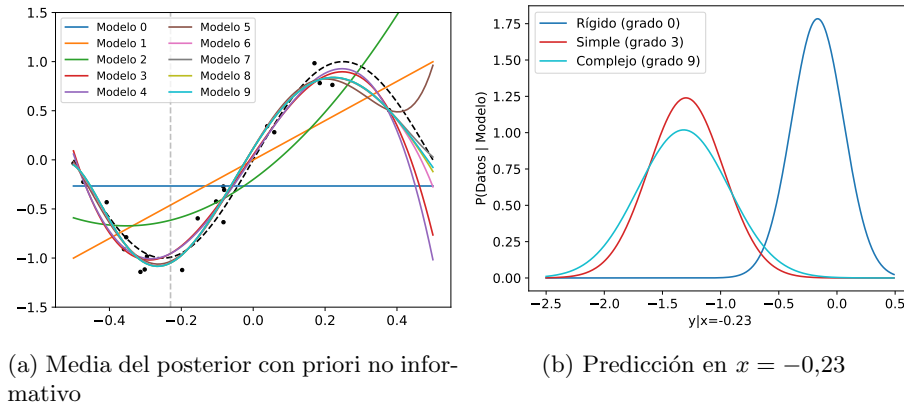 Modelo 0
Modelo 1
Modelo 2
Modelo 3
Modelo 4
Modelo 5
Modelo 6
Modelo 7
Modelo 8
Modelo 9
1.5
1.0
0.5
0.0
−0.5
−1.0
−1.5
−0.4
−0.2
0.0
0.2
0.4
(a) Media del posterior con priori no infor-
mativo
Rígido (grado 0)
Simple (grado 3)
Complejo (grado 9)
P(Datos | Modelo)
1.75
1.50
1.25
1.00
0.75
0.50
0.25
0.00
−2.5
−2.0
−1.5
−1.0
−0.5
0.0
0.5
y|x=-0.23
(b) Predicción en x = −0,23